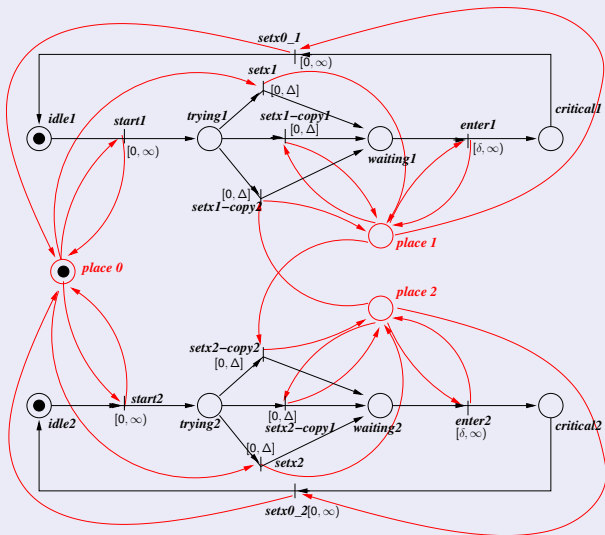 setx0_1
[0, ∞)
setx1
[0, Δ]
idle1
start1
trying1
setx1−copy1
[0, Δ]
enter1
critical1
[0, ∞)
waiting1
[δ, ∞)
[0, Δ]
setx1−copy2
place 1
place 0
place 2
setx2−copy2
[0, Δ]
start2
idle2
[0, ∞)
trying2
[0, Δ]
setx2−copy1
waiting2
enter2
[δ, ∞)
critical2
[0, Δ]
setx2
setx0_2[0, ∞)